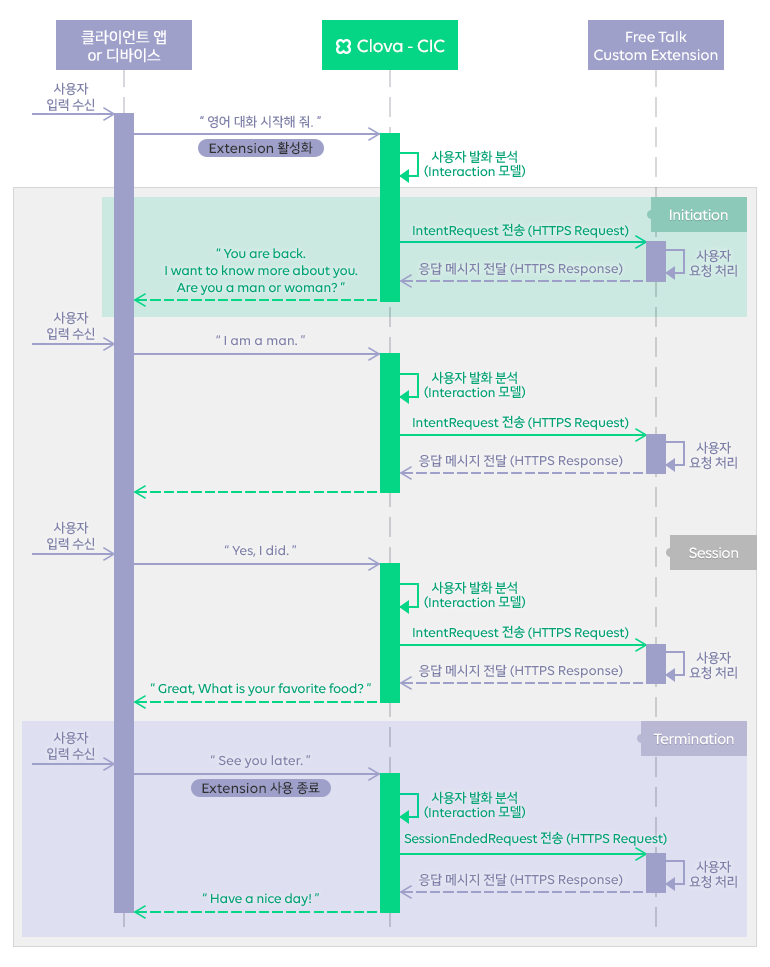 클라이언트 앱
or 디바이스
Clova - CIC
Free Talk
Custom Extension
사용자
입력 수신
“ 영어 대화 시작해 줘. ”
Extension 활성화
사용자 발화 분석
(Interaction 모델)
Initiation
IntentRequest 전송 (HTTPS Request)
사용자
요청 처리
응답 메시지 전달 (HTTPS Response)
“ You are back.
I want to know more about you.
Are you a man or woman? ”
사용자
입력 수신
“ I am a man. ”
사용자 발화 분석
(Interaction 모델)
IntentRequest 전송 (HTTPS Request)
사용자
요청 처리
응답 메시지 전달 (HTTPS Response)
사용자
입력 수신
“ Yes, I did. ”
Session
사용자 발화 분석
(Interaction 모델)
IntentRequest 전송 (HTTPS Request)
사용자
요청 처리
응답 메시지 전달 (HTTPS Response)
“ Great, What is your favorite food? ”
사용자
입력 수신
Termination
“ See you later. ”
Extension 사용 종료
사용자 발화 분석
(Interaction 모델)
SessionEndedRequest 전송 (HTTPS Request)
사용자
요청 처리
응답 메시지 전달 (HTTPS Response)
“ Have a nice day! ”